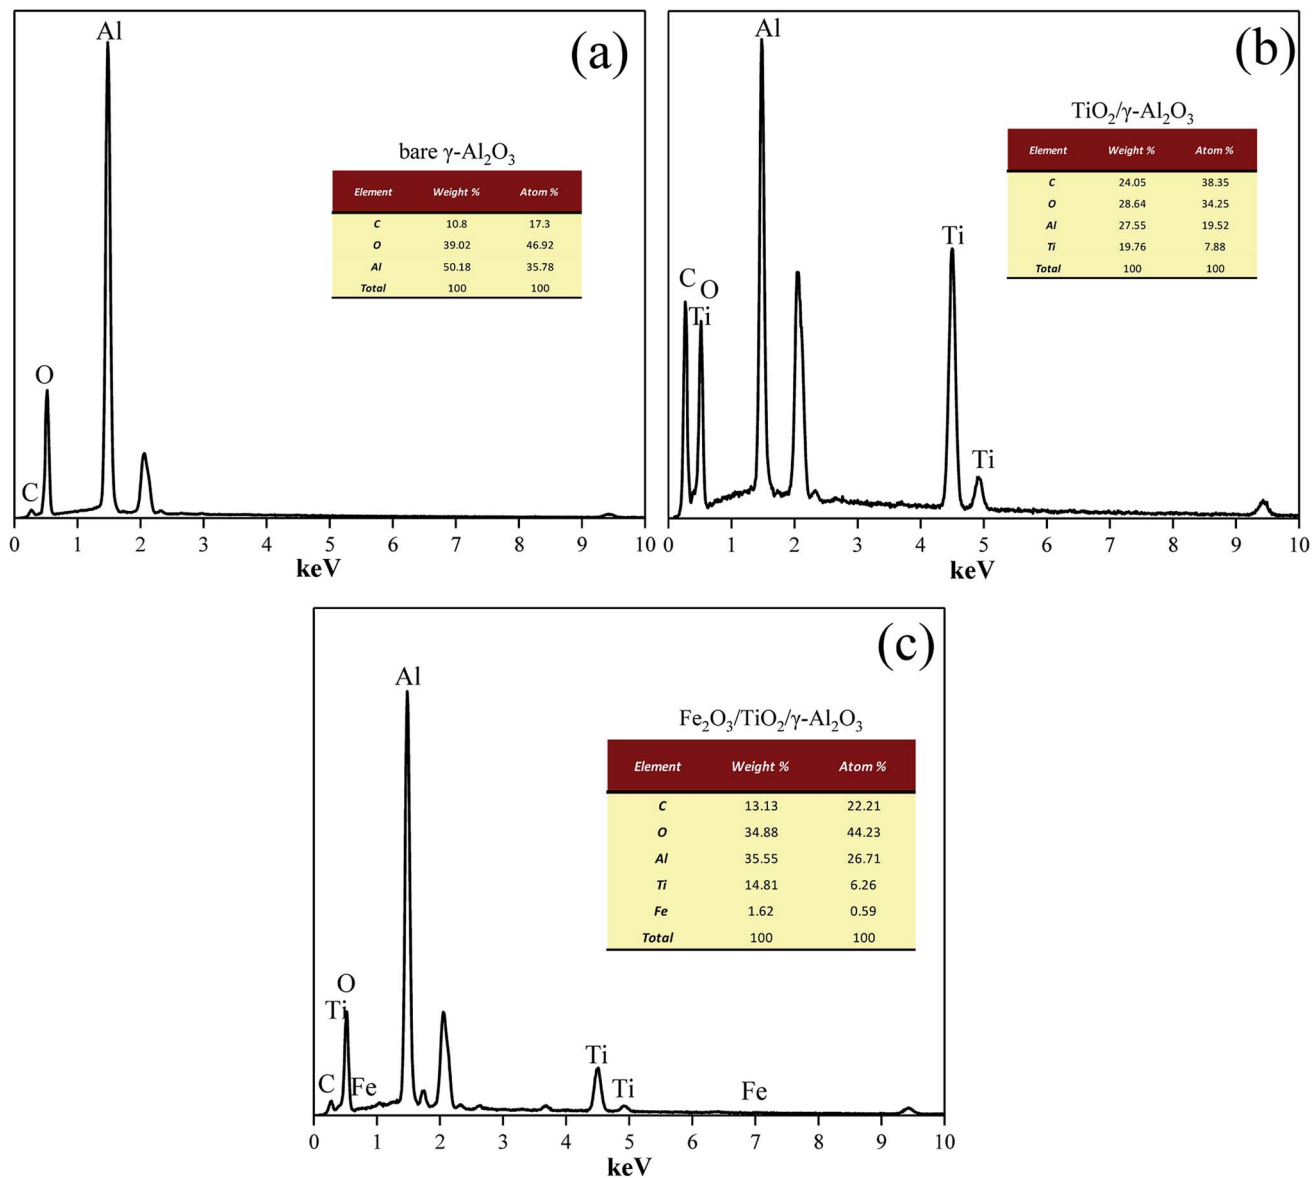 Al
(a)
bare γ-Al₂O₃
Element Weight % Atom %
C 10.8 17.3
O 39.02 46.92
Al 50.18 35.78
Total 100 100
O
C
0 1 2 3 4 5 6 7 8 9 10
keV
Al
(b)
TiO₂/γ-Al₂O₃
Element Weight % Atom %
C 24.05 38.35
O 28.64 34.25
Al 27.55 19.52
Ti 19.76 7.88
Total 100 100
Ti
C O
Ti
Ti
0 1 2 3 4 5 6 7 8 9 10
keV
(c)
Al
Fe₂O₃/TiO₂/γ-Al₂O₃
Element Weight % Atom %
C 13.13 22.21
O 34.88 44.23
Al 35.55 26.71
Ti 14.81 6.26
Fe 1.62 0.59
Total 100 100
O
Ti
Ti
C Fe Ti Fe
0 1 2 3 4 5 6 7 8 9 10
keV